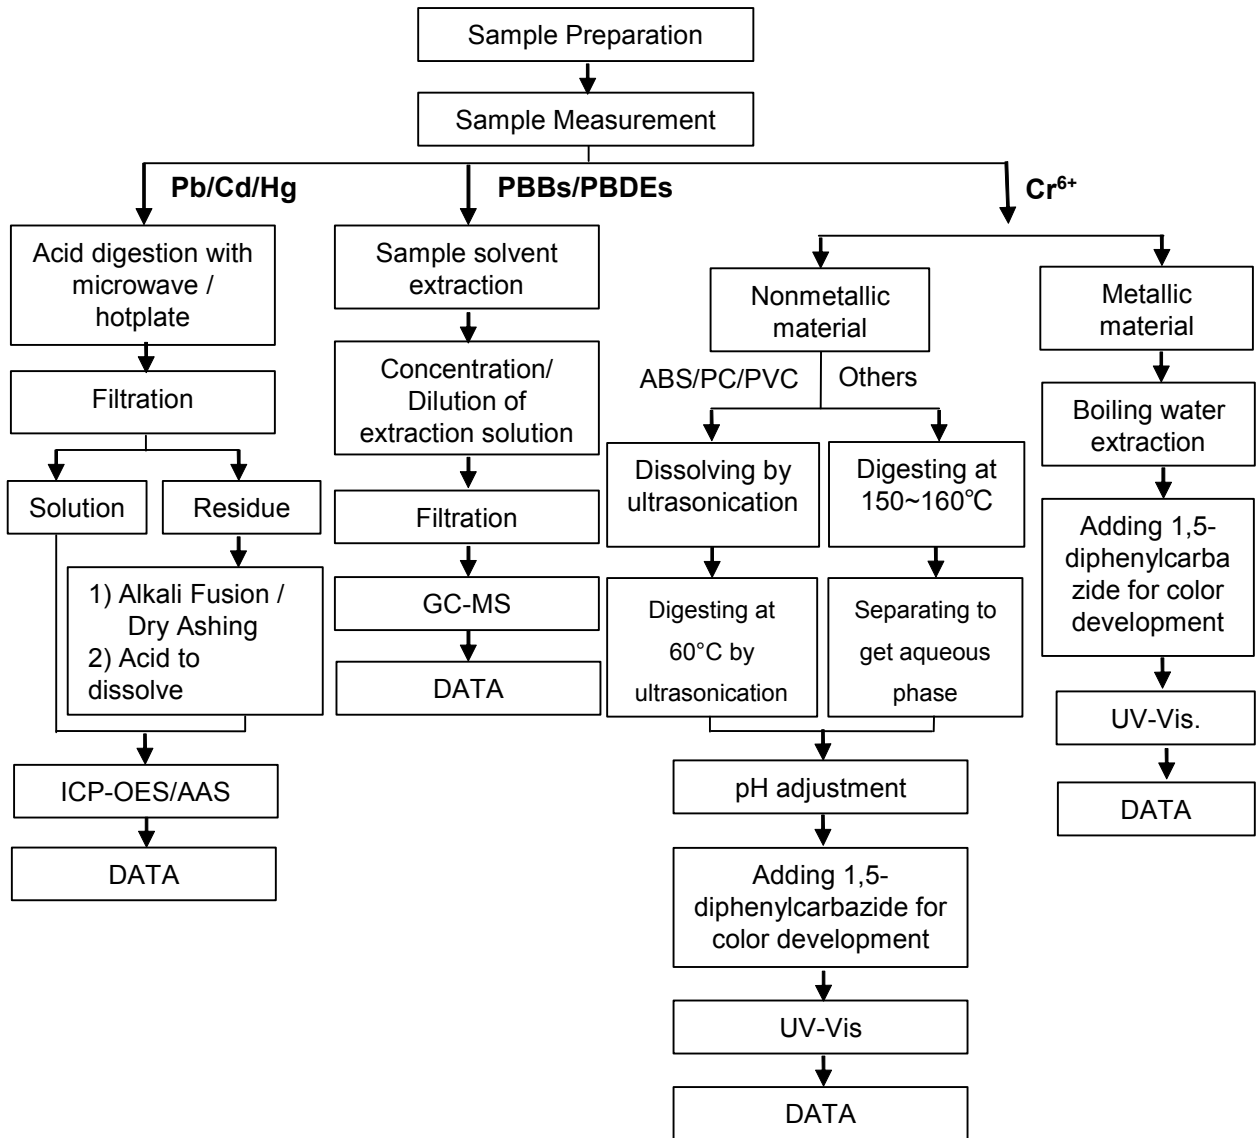 Sample Preparation
Sample Measurement
Pb/Cd/Hg
PBBs/PBDEs
Cr⁶⁺
Acid digestion with
microwave /
hotplate
Filtration
Solution
Residue
1) Alkali Fusion /
Dry Ashing
2) Acid to
dissolve
ICP-OES/AAS
DATA
Sample solvent
extraction
Concentration/
Dilution of
extraction solution
Filtration
GC-MS
DATA
Nonmetallic
material
ABS/PC/PVC
Others
Dissolving by
ultrasonication
Digesting at
60°C by
ultrasonication
Digesting at
150~160℃
Separating to
get aqueous
phase
pH adjustment
Adding 1,5-
diphenylcarbazide for
color development
UV-Vis
DATA
Metallic
material
Boiling water
extraction
Adding 1,5-
diphenylcarba
zide for color
development
UV-Vis.
DATA